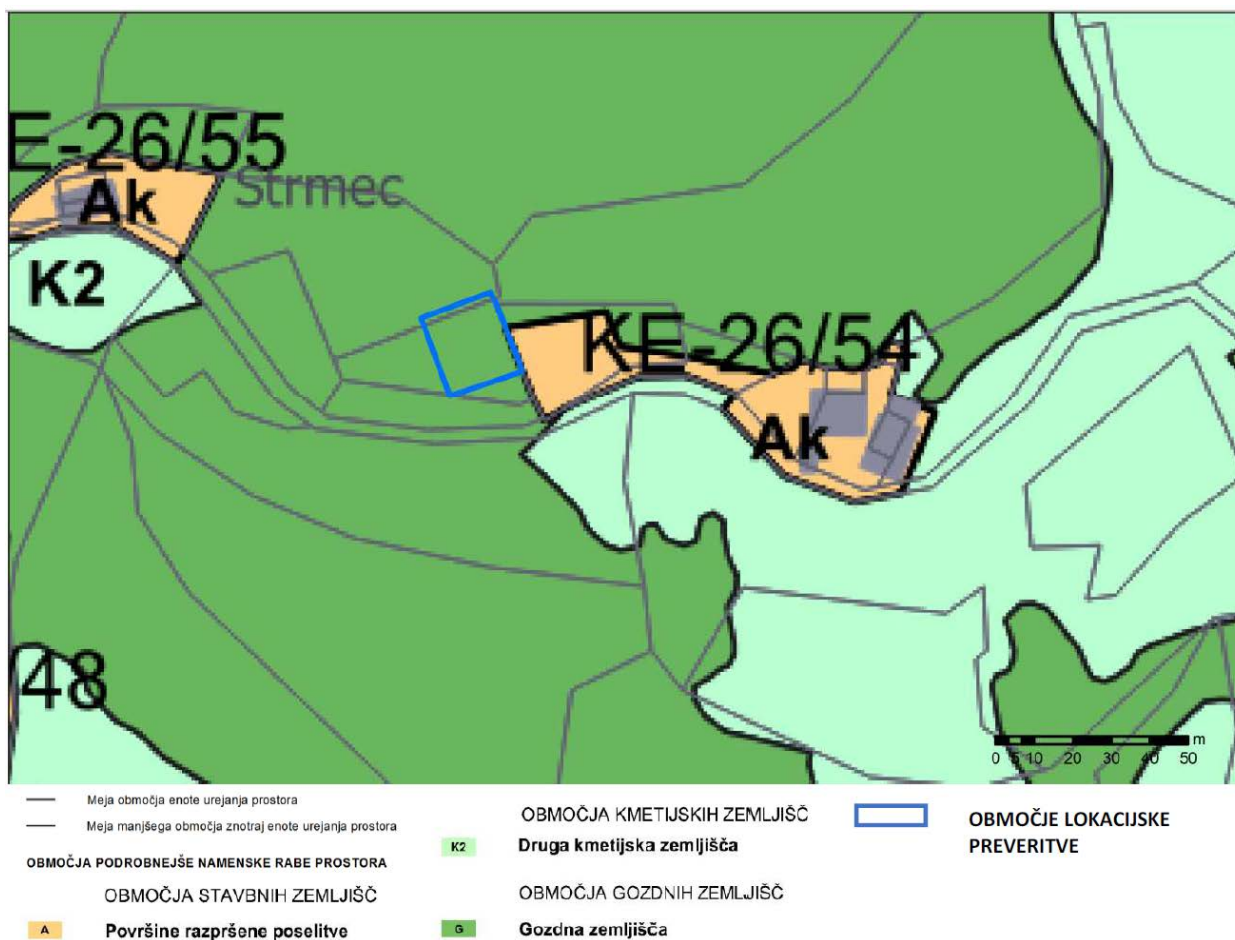 E-26/55
Ak
Strmec
K2
KE-26/54
Ak
48
m
0 5 10 20 30 40 50
Meja območja enote urejanja prostora
Meja manjšega območja znotraj enote urejanja prostora
OBMOČJA PODROBNEJŠE NAMENSKE RABE PROSTORA
OBMOČJA STAVBNIH ZEMLJIŠČ
A Površine razpršene poselitve
OBMOČJA KMETIJSKIH ZEMLJIŠČ
K2 Druga kmetijska zemljišča
OBMOČJA GOZDNIH ZEMLJIŠČ
G Gozdna zemljišča
OBMOČJE LOKACIJSKE
PREVERITVE